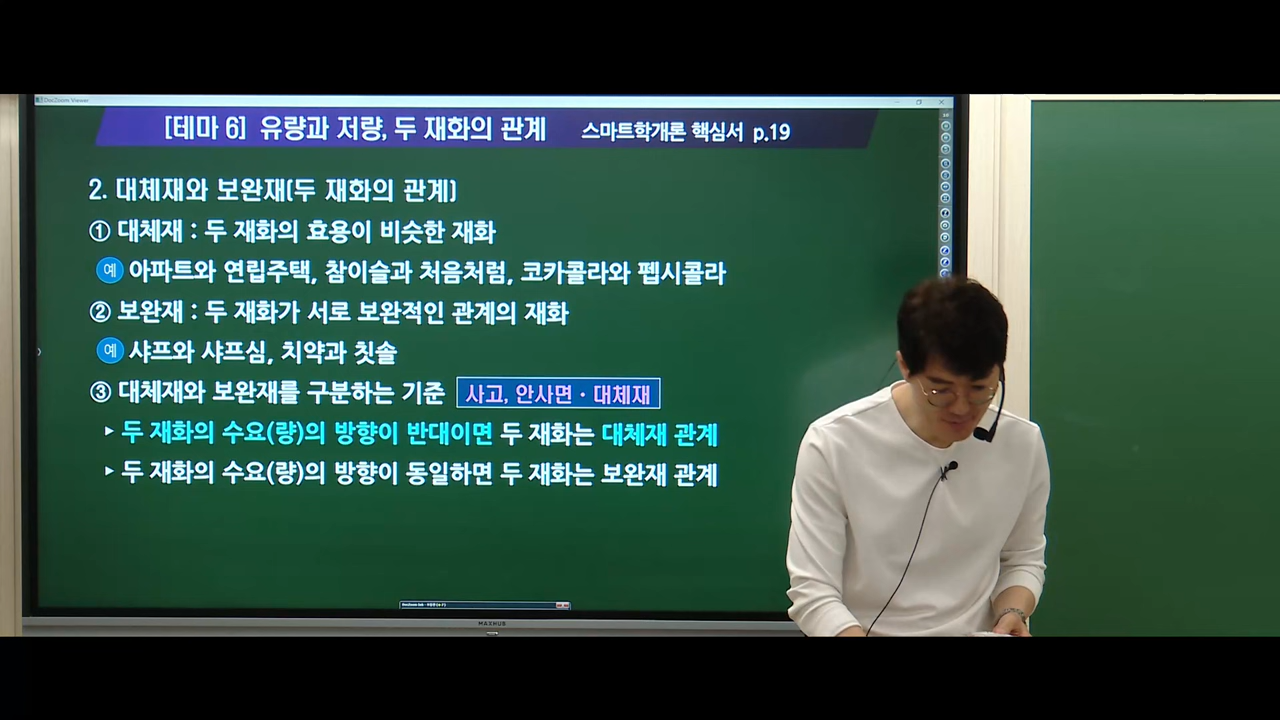 [테마 6] 유량과 저량, 두 재화의 관계 스마트학개론 핵심서 p.19
2. 대체재와 보완재(두 재화의 관계)
① 대체재 : 두 재화의 효용이 비슷한 재화
예 아파트와 연립주택, 참이슬과 처음처럼, 코카콜라와 펩시콜라
② 보완재 : 두 재화가 서로 보완적인 관계의 재화
예 샤프와 샤프심, 치약과 칫솔
③ 대체재와 보완재를 구분하는 기준 사고, 안사면 · 대체재
▸ 두 재화의 수요(량)의 방향이 반대이면 두 재화는 대체재 관계
▸ 두 재화의 수요(량)의 방향이 동일하면 두 재화는 보완재 관계
MAXHUB